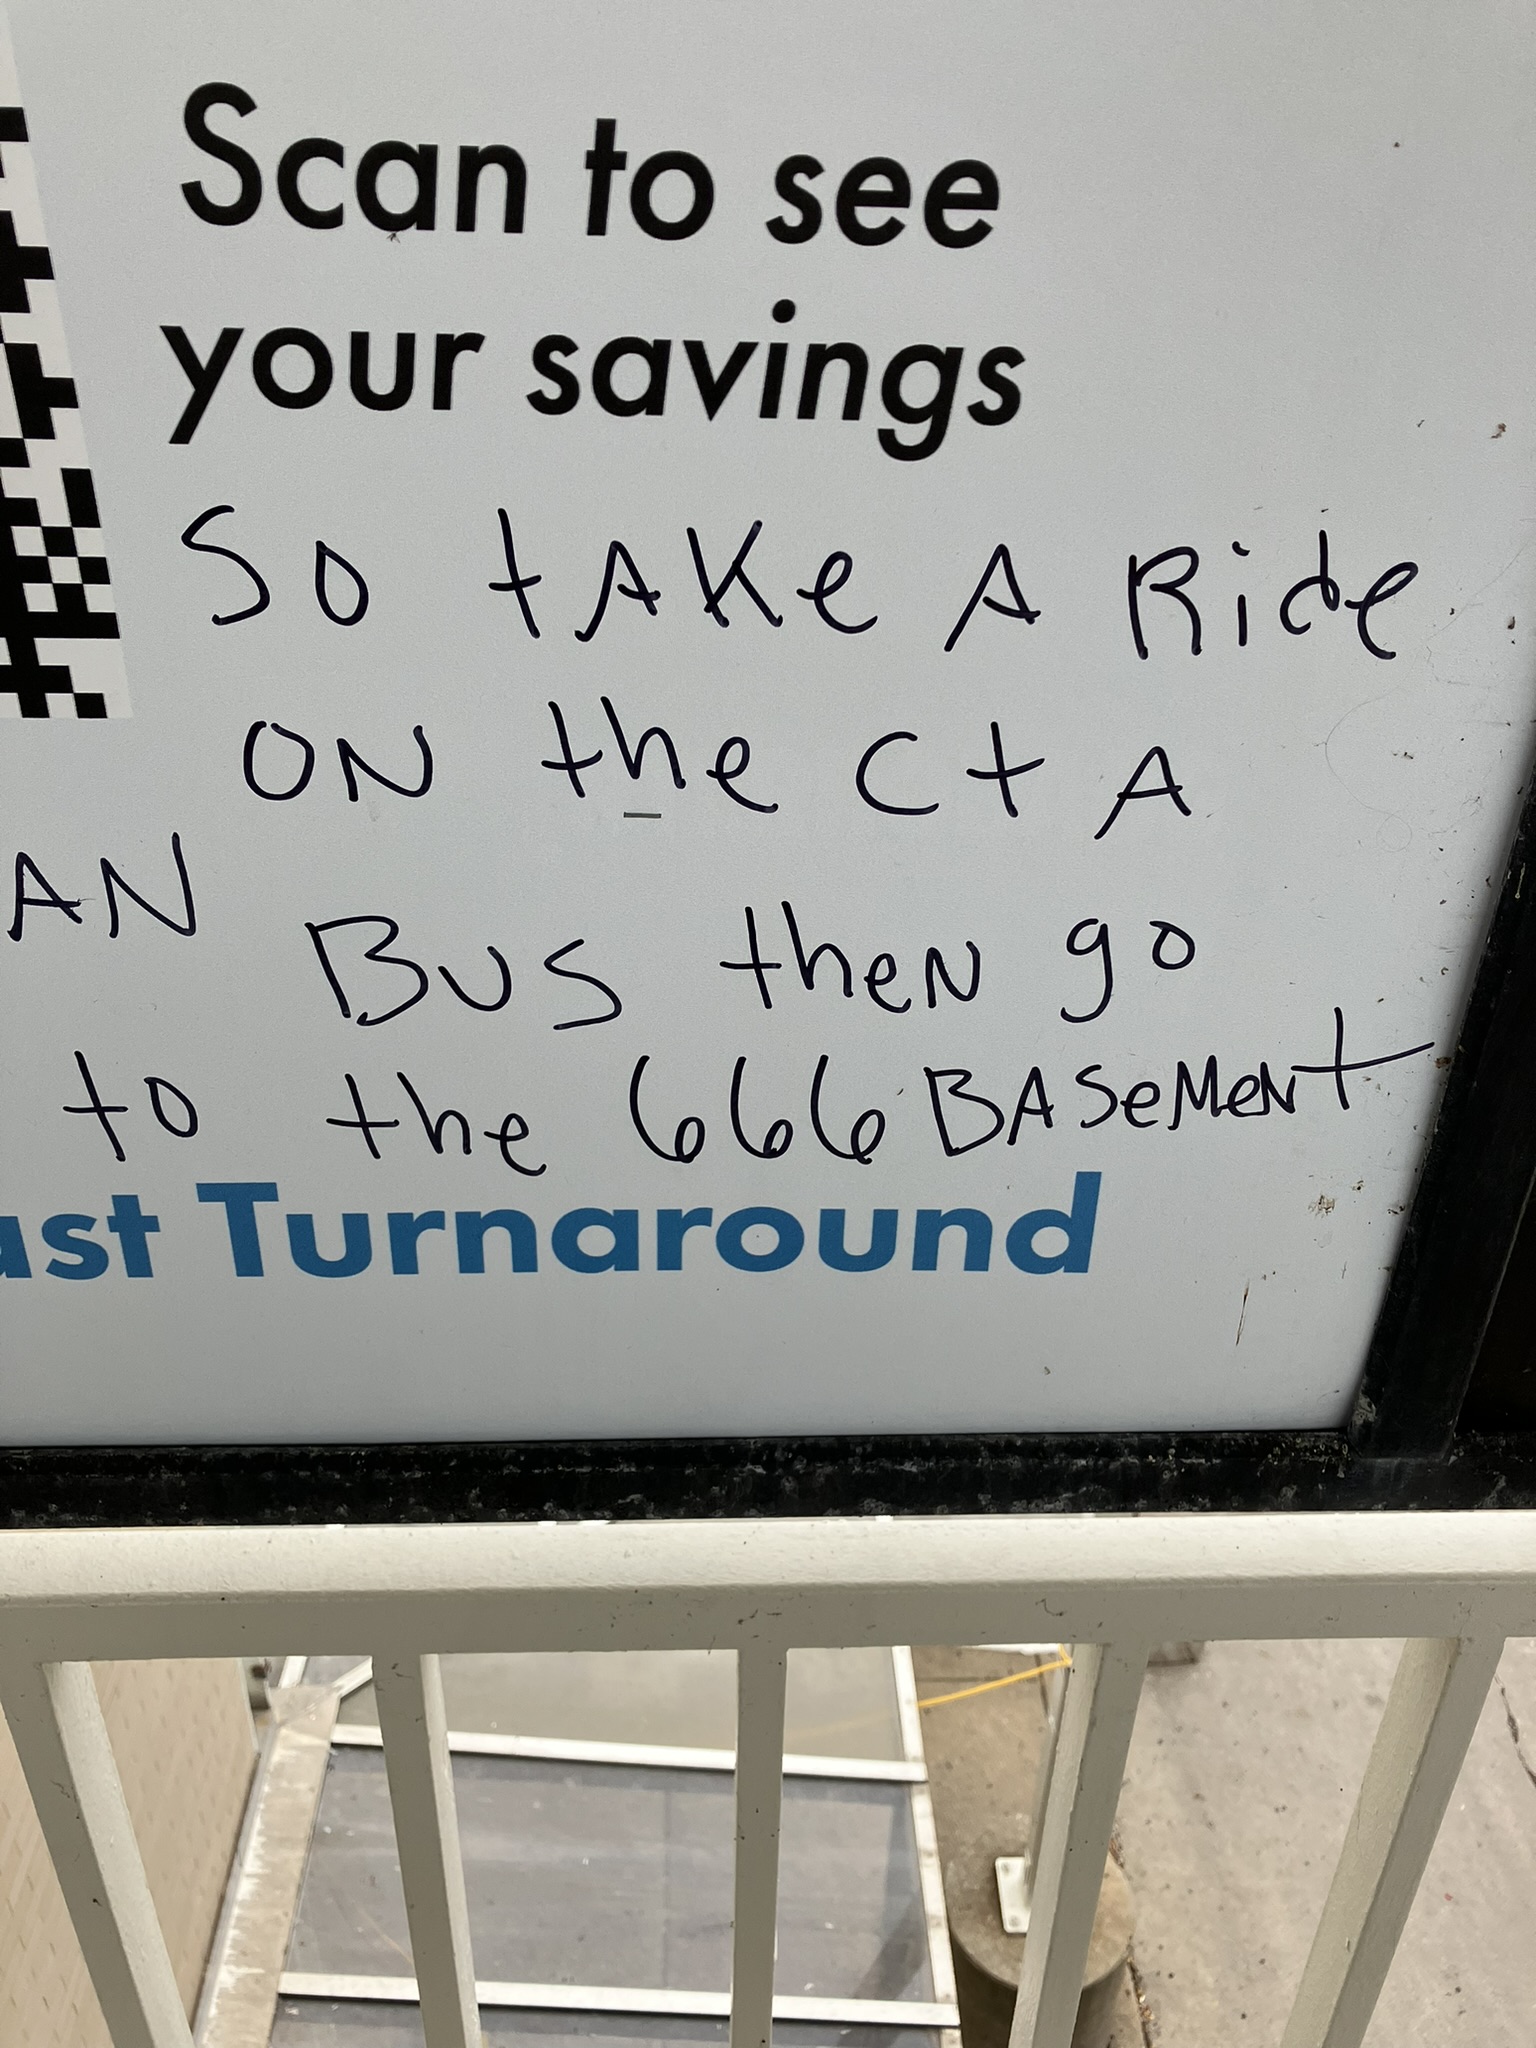 Scan to see
your savings
So tAKe A Ride
ON the CtA
AN
BUS then go
to the 666 BASeMeNt
ast Turnaround